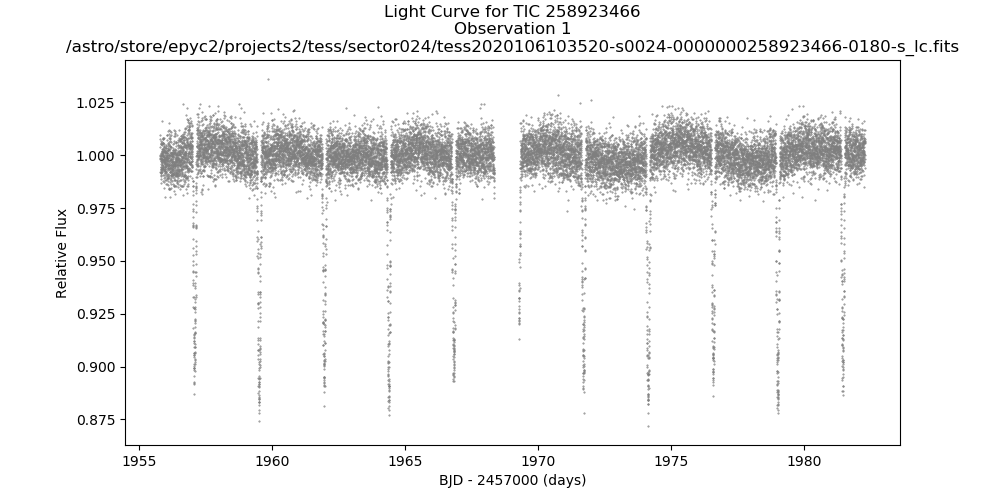 Light Curve for TIC 258923466
Observation 1
/astro/store/epyc2/projects2/tess/sector024/tess2020106103520-s0024-0000000258923466-0180-s_lc.fits
1.025
1.000
0.975
0.950
0.925
0.900
0.875
Relative Flux
1955 1960 1965 1970 1975 1980
BJD - 2457000 (days)